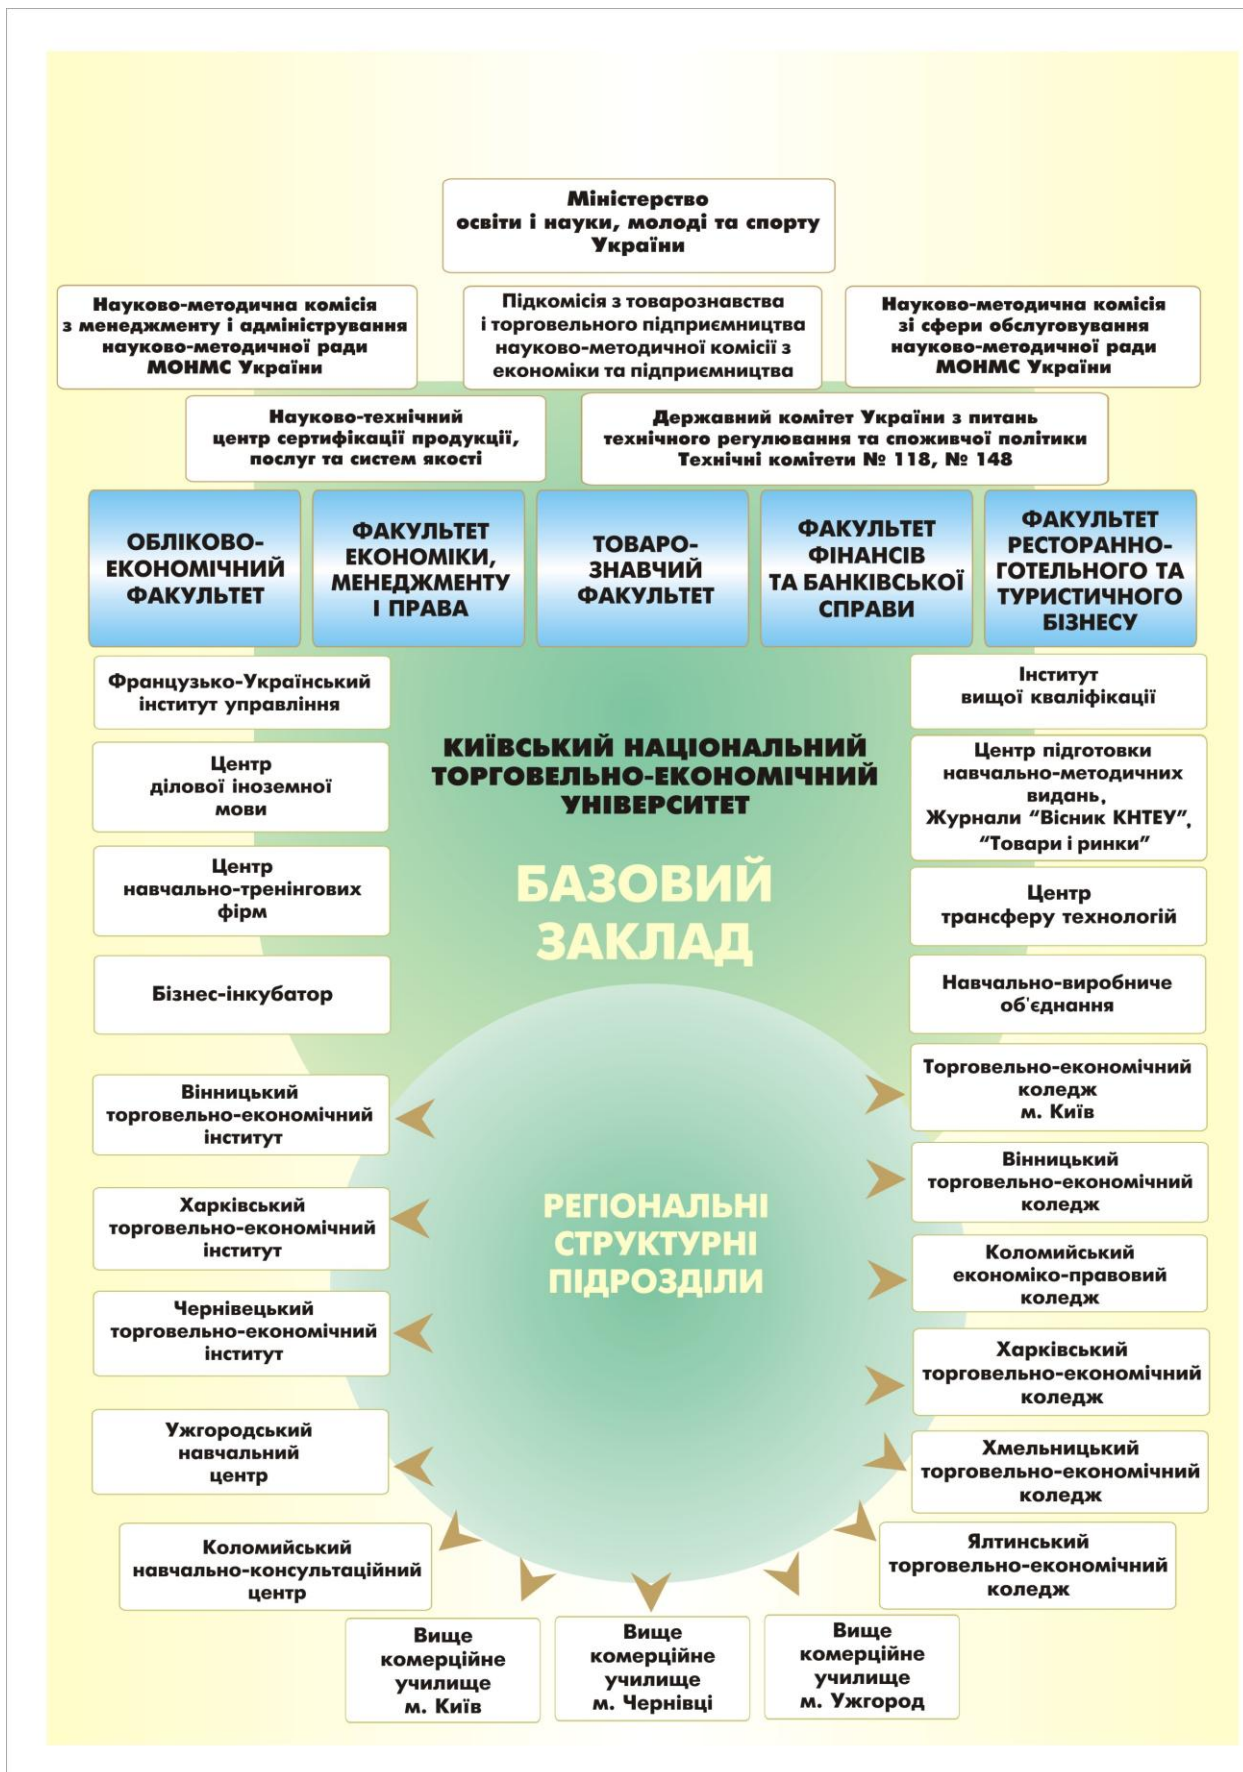 Міністерство
освіти і науки, молоді та спорту
України
Науково-методична комісія
з менеджменту і адміністрування
науково-методичної ради
МОНМС України
Підкомісія з товарознавства
і торговельного підприємництва
науково-методичної комісії з
економіки та підприємництва
Науково-методична комісія
зі сфери обслуговування
науково-методичної ради
МОНМС України
Науково-технічний
центр сертифікації продукції,
послуг та систем якості
Державний комітет України з питань
технічного регулювання та споживчої політики
Технічні комітети № 118, № 148
ОБЛІКОВО-
ЕКОНОМІЧНИЙ
ФАКУЛЬТЕТ
ФАКУЛЬТЕТ
ЕКОНОМІКИ,
МЕНЕДЖМЕНТУ
І ПРАВА
ТОВАРО-
ЗНАВЧИЙ
ФАКУЛЬТЕТ
ФАКУЛЬТЕТ
ФІНАНСІВ
ТА БАНКІВСЬКОЇ
СПРАВИ
ФАКУЛЬТЕТ
РЕСТОРАННО-
ГОТЕЛЬНОГО ТА
ТУРИСТИЧНОГО
БІЗНЕСУ
Французько-Український
інститут управління
Центр
ділової іноземної
мови
Центр
навчально-тренінгових
фірм
Бізнес-інкубатор
КИЇВСЬКИЙ НАЦІОНАЛЬНИЙ
ТОРГОВЕЛЬНО-ЕКОНОМІЧНИЙ
УНІВЕРСИТЕТ
БАЗОВИЙ
ЗАКЛАД
Інститут
вищої кваліфікації
Центр підготовки
навчально-методичних
видань,
Журнали “Вісник КНТЕУ”,
“Товари і ринки”
Центр
трансферу технологій
Навчально-виробниче
об'єднання
Вінницький
торговельно-економічний
інститут
Харківський
торговельно-економічний
інститут
Чернівецький
торговельно-економічний
інститут
Ужгородський
навчальний
центр
Коломийський
навчально-консультаційний
центр
РЕГІОНАЛЬНІ
СТРУКТУРНІ
ПІДРОЗДІЛИ
Торговельно-економічний
коледж
м. Київ
Вінницький
торговельно-економічний
коледж
Коломийський
економіко-правовий
коледж
Харківський
торговельно-економічний
коледж
Хмельницький
торговельно-економічний
коледж
Ялтинський
торговельно-економічний
коледж
Вище
комерційне
училище
м. Київ
Вище
комерційне
училище
м. Чернівці
Вище
комерційне
училище
м. Ужгород